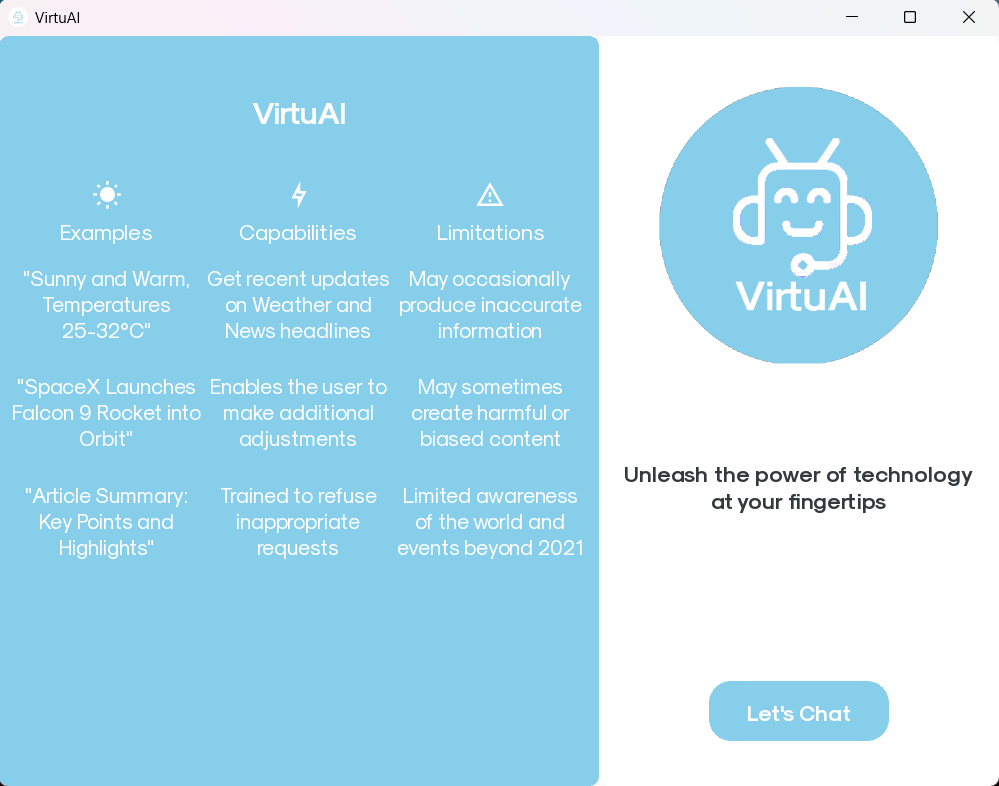 VirtuAI
VirtuAI
Examples
"Sunny and Warm,
Temperatures
25-32°C"
"SpaceX Launches
Falcon 9 Rocket into
Orbit"
"Article Summary:
Key Points and
Highlights"
Capabilities
Get recent updates
on Weather and
News headlines
Enables the user to
make additional
adjustments
Trained to refuse
inappropriate
requests
Limitations
May occasionally
produce inaccurate
information
May sometimes
create harmful or
biased content
Limited awareness
of the world and
events beyond 2021
VirtuAI
Unleash the power of technology
at your fingertips
Let's Chat